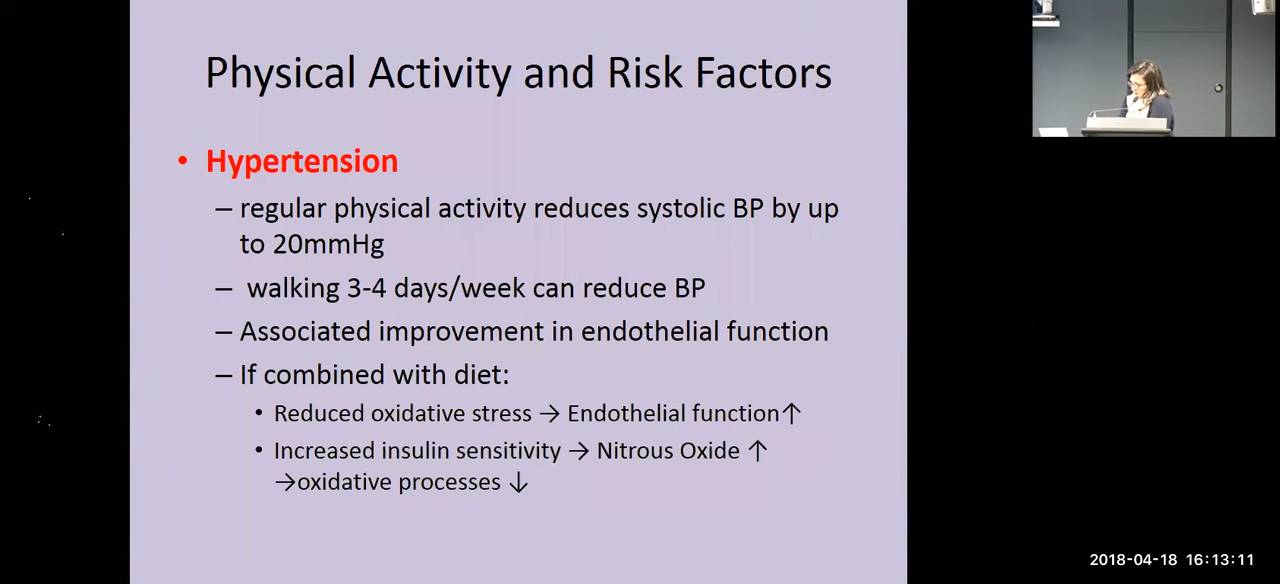 Physical Activity and Risk Factors
• Hypertension
– regular physical activity reduces systolic BP by up
to 20mmHg
– walking 3-4 days/week can reduce BP
– Associated improvement in endothelial function
– If combined with diet:
• Reduced oxidative stress → Endothelial function↑
• Increased insulin sensitivity → Nitrous Oxide ↑
→oxidative processes ↓
2018-04-18 16:13:11